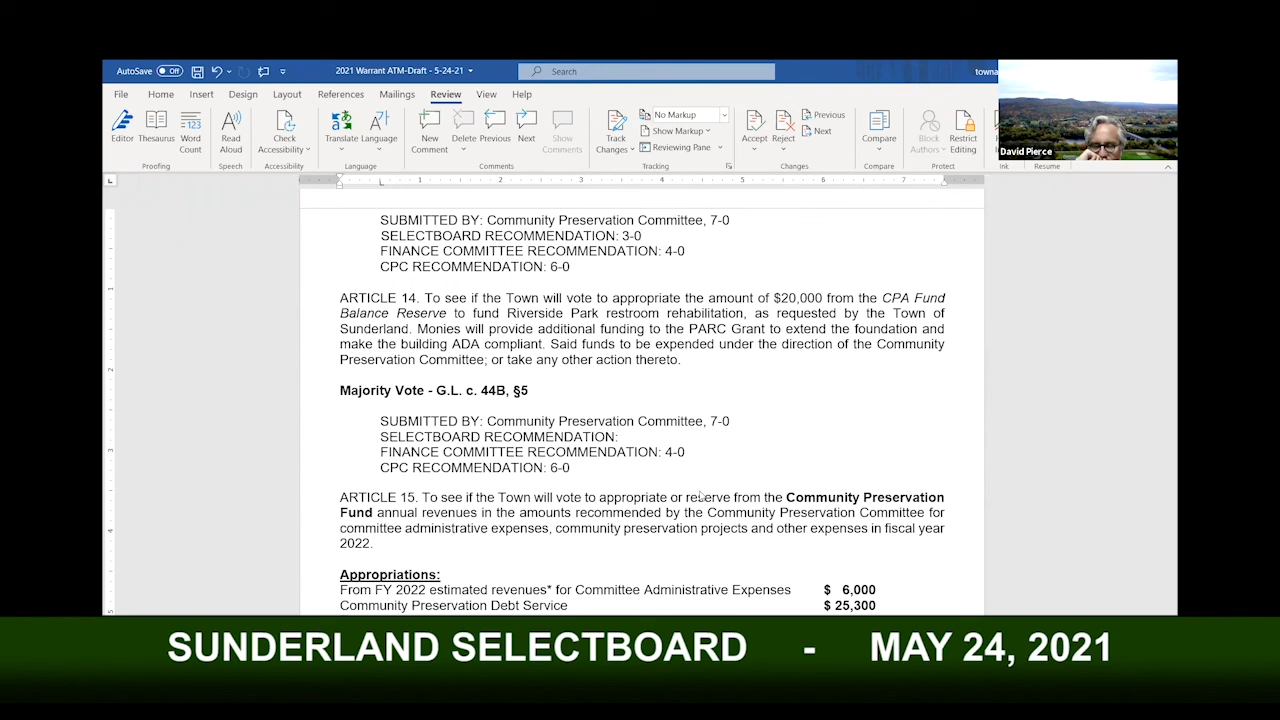 AutoSave Off
2021 Warrant ATM-Draft - 5-24-21
Search
towna
File Home Insert Design Layout References Mailings Review View Help
Editor
Thesaurus
Word Count
Read Aloud
Check Accessibility
Translate
Language
New Comment
Delete
Previous
Next
Show Comments
Track Changes
No Markup
Show Markup
Reviewing Pane
Accept
Reject
Previous
Next
Compare
Block Authors
Restrict Editing
David Pierce
Proofing Speech Accessibility Language Comments Tracking Changes Compare Protect Ink Resume
1 2 3 4 5 6 7
SUBMITTED BY: Community Preservation Committee, 7-0
SELECTBOARD RECOMMENDATION: 3-0
FINANCE COMMITTEE RECOMMENDATION: 4-0
CPC RECOMMENDATION: 6-0
ARTICLE 14. To see if the Town will vote to appropriate the amount of $20,000 from the CPA Fund
Balance Reserve to fund Riverside Park restroom rehabilitation, as requested by the Town of
Sunderland. Monies will provide additional funding to the PARC Grant to extend the foundation and
make the building ADA compliant. Said funds to be expended under the direction of the Community
Preservation Committee; or take any other action thereto.
Majority Vote - G.L. c. 44B, §5
SUBMITTED BY: Community Preservation Committee, 7-0
SELECTBOARD RECOMMENDATION:
FINANCE COMMITTEE RECOMMENDATION: 4-0
CPC RECOMMENDATION: 6-0
ARTICLE 15. To see if the Town will vote to appropriate or reserve from the Community Preservation
Fund annual revenues in the amounts recommended by the Community Preservation Committee for
committee administrative expenses, community preservation projects and other expenses in fiscal year
2022.
Appropriations:
From FY 2022 estimated revenues* for Committee Administrative Expenses $ 6,000
Community Preservation Debt Service $ 25,300
SUNDERLAND SELECTBOARD - MAY 24, 2021